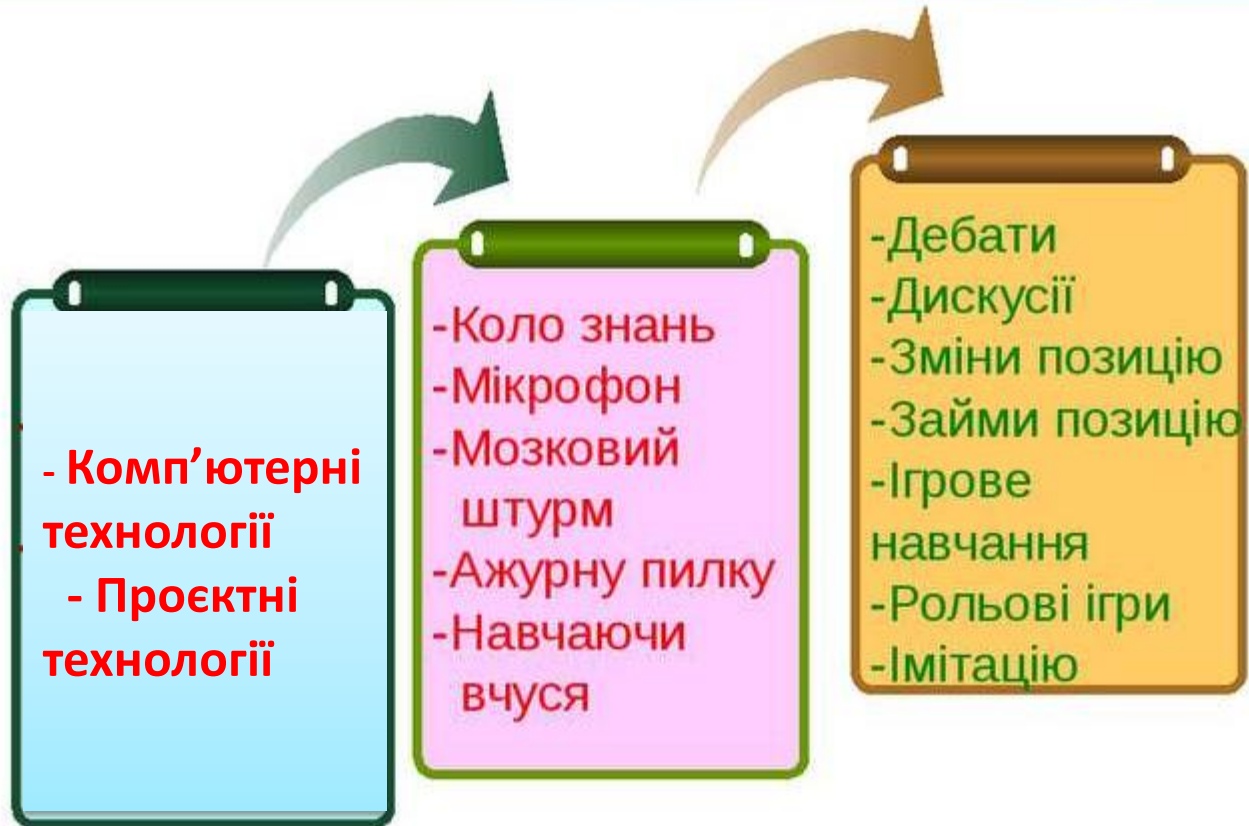 - Комп’ютерні
технології
- Проєктні
технології
-Коло знань
-Мікрофон
-Мозковий
штурм
-Ажурну пилку
-Навчаючи
вчуся
-Дебати
-Дискусії
-Зміни позицію
-Займи позицію
-Ігрове
навчання
-Рольові ігри
-Імітацію